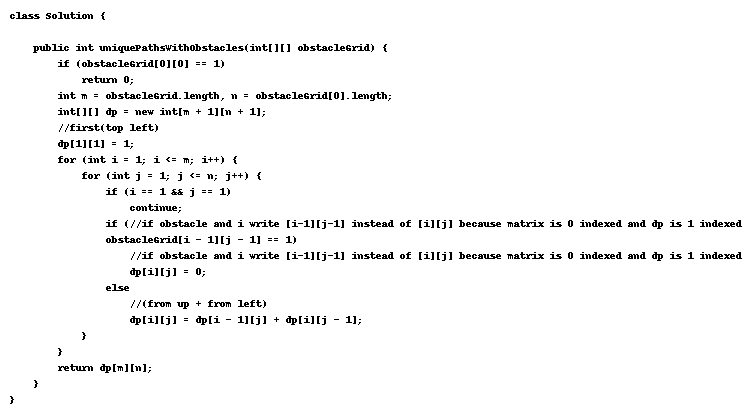 class Solution {
public int uniquePathsWithObstacles(int[][] obstacleGrid) {
if (obstacleGrid[0][0] == 1)
return 0;
int m = obstacleGrid.length, n = obstacleGrid[0].length;
int[][] dp = new int[m + 1][n + 1];
//first(top left)
dp[1][1] = 1;
for (int i = 1; i <= m; i++) {
for (int j = 1; j <= n; j++) {
if (i == 1 && j == 1)
continue;
if (//if obstacle and i write [i-1][j-1] instead of [i][j] because matrix is 0 indexed and dp is 1 indexed
obstacleGrid[i - 1][j - 1] == 1)
//if obstacle and i write [i-1][j-1] instead of [i][j] because matrix is 0 indexed and dp is 1 indexed
dp[i][j] = 0;
else
//(from up + from left)
dp[i][j] = dp[i - 1][j] + dp[i][j - 1];
}
}
return dp[m][n];
}
}